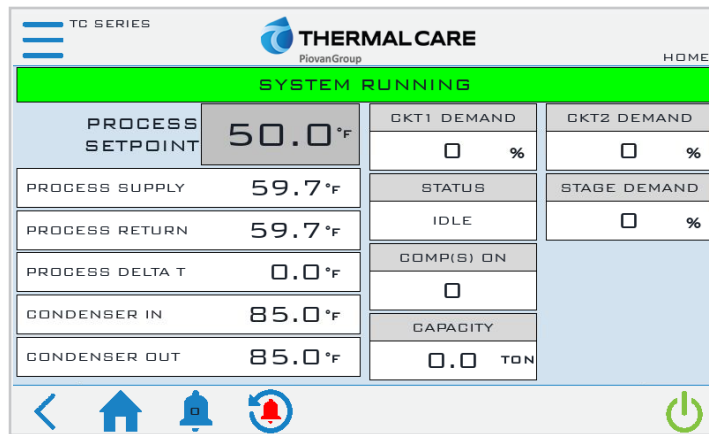 TC SERIES
THERMALCARE
PiovanGroup
HOME
SYSTEM RUNNING
PROCESS
SETPOINT
50.0 °F
CKT1 DEMAND
0 %
CKT2 DEMAND
0 %
PROCESS SUPPLY 59.7 °F
STATUS
IDLE
STAGE DEMAND
0 %
PROCESS RETURN 59.7 °F
PROCESS DELTA T 0.0 °F
COMP(S) ON
0
CONDENSER IN 85.0 °F
CAPACITY
0.0 TON
CONDENSER OUT 85.0 °F
0